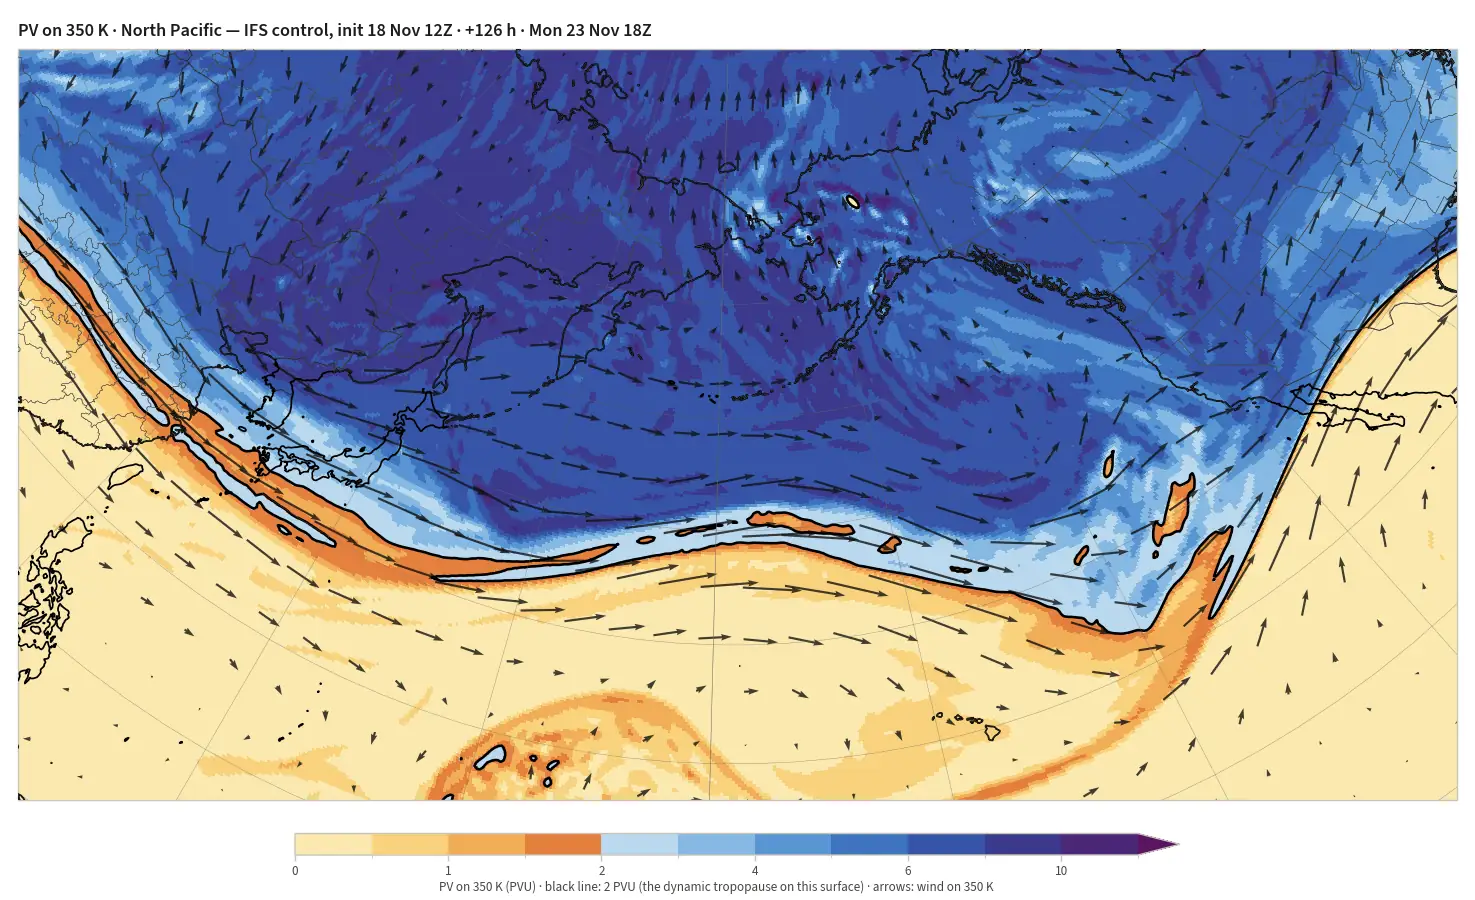 PV on 350 K · North Pacific — IFS control, init 18 Nov 12Z · +126 h · Mon 23 Nov 18Z
0 1 2 4 6 10
PV on 350 K (PVU) · black line: 2 PVU (the dynamic tropopause on this surface) · arrows: wind on 350 K